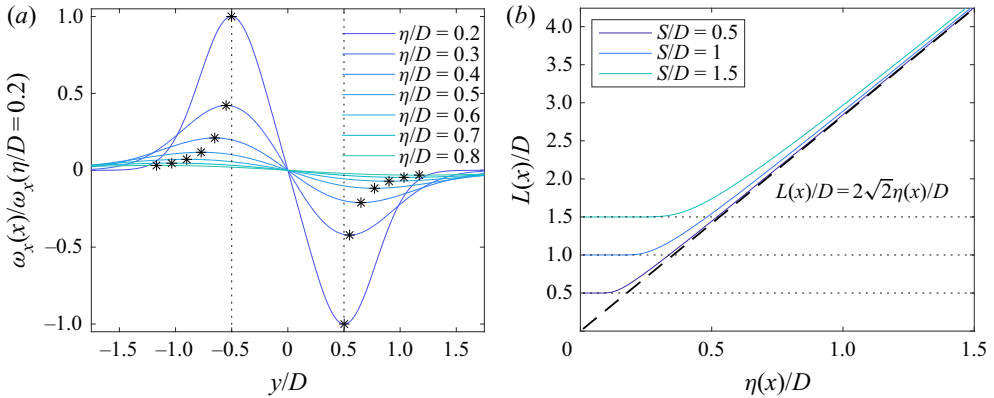 (a)
1.0
0.5
0
−0.5
−1.0
ω_x(x)/ω_x(η/D = 0.2)
η/D = 0.2
η/D = 0.3
η/D = 0.4
η/D = 0.5
η/D = 0.6
η/D = 0.7
η/D = 0.8
−1.5 −1.0 −0.5 0 0.5 1.0 1.5
y/D
(b)
4.0
3.5
3.0
2.5
2.0
1.5
1.0
0.5
L(x)/D
S/D = 0.5
S/D = 1
S/D = 1.5
L(x)/D = 2√2η(x)/D
0 0.5 1.0 1.5
η(x)/D